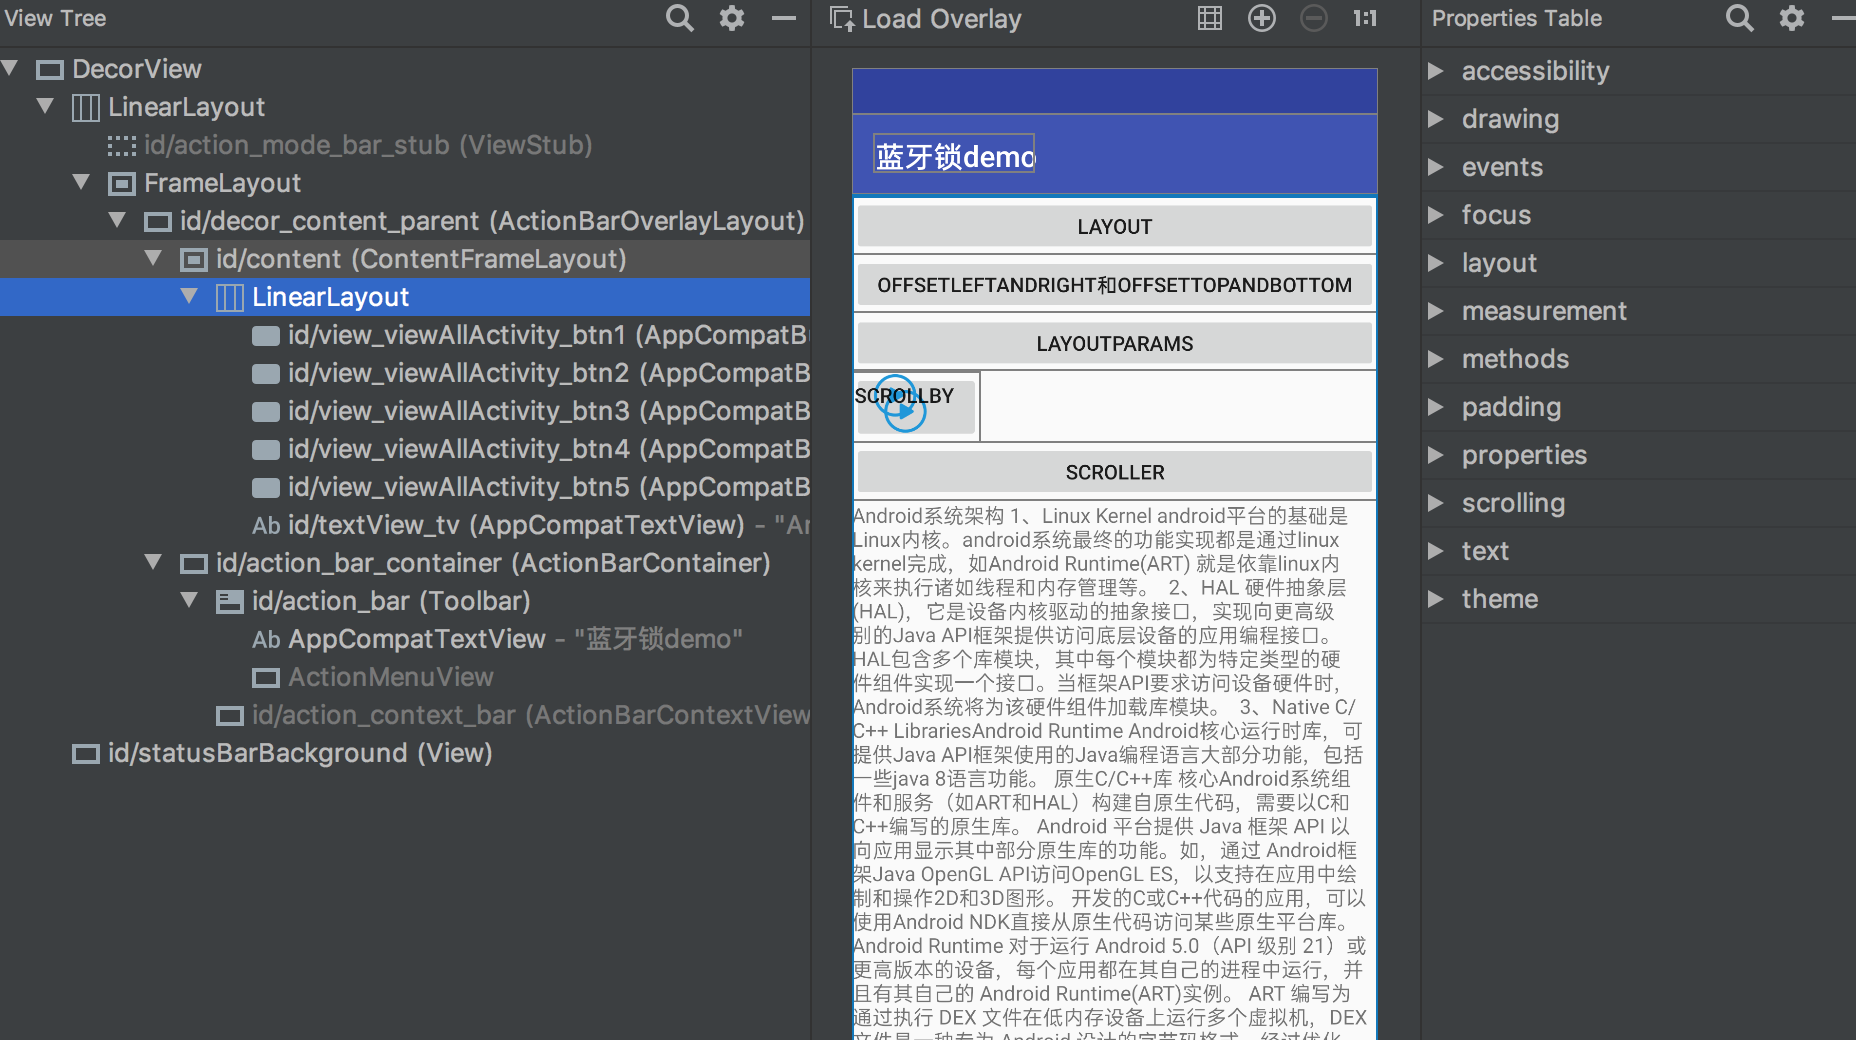 View Tree
DecorView
LinearLayout
id/action_mode_bar_stub (ViewStub)
FrameLayout
id/decor_content_parent (ActionBarOverlayLayout)
id/content (ContentFrameLayout)
LinearLayout
id/view_viewAllActivity_btn1 (AppCompatB
id/view_viewAllActivity_btn2 (AppCompatB
id/view_viewAllActivity_btn3 (AppCompatB
id/view_viewAllActivity_btn4 (AppCompatB
id/view_viewAllActivity_btn5 (AppCompatB
Ab id/textView_tv (AppCompatTextView) - "Ar
id/action_bar_container (ActionBarContainer)
id/action_bar (Toolbar)
Ab AppCompatTextView - "蓝牙锁demo"
ActionMenuView
id/action_context_bar (ActionBarContextView
id/statusBarBackground (View)
Load Overlay
1:1
蓝牙锁demo
LAYOUT
OFFSETLEFTANDRIGHT和OFFSETTOPANDBOTTOM
LAYOUTPARAMS
SCROLLBY
SCROLLER
Android系统架构 1、Linux Kernel android平台的基础是
Linux内核。android系统最终的功能实现都是通过linux
kernel完成，如Android Runtime(ART) 就是依靠linux内
核来执行诸如线程和内存管理等。 2、HAL 硬件抽象层
(HAL)，它是设备内核驱动的抽象接口，实现向更高级
别的Java API框架提供访问底层设备的应用编程接口。
HAL包含多个库模块，其中每个模块都为特定类型的硬
件组件实现一个接口。当框架API要求访问设备硬件时，
Android系统将为该硬件组件加载库模块。 3、Native C/
C++ LibrariesAndroid Runtime Android核心运行时库，可
提供Java API框架使用的Java编程语言大部分功能，包括
一些java 8语言功能。 原生C/C++库 核心Android系统组
件和服务（如ART和HAL）构建自原生代码，需要以C和
C++编写的原生库。 Android 平台提供 Java 框架 API 以
向应用显示其中部分原生库的功能。如，通过 Android框
架Java OpenGL API访问OpenGL ES，以支持在应用中绘
制和操作2D和3D图形。 开发的C或C++代码的应用，可以
使用Android NDK直接从原生代码访问某些原生平台库。
Android Runtime 对于运行 Android 5.0（API 级别 21）或
更高版本的设备，每个应用都在其自己的进程中运行，并
且有其自己的 Android Runtime(ART)实例。 ART 编写为
通过执行 DEX 文件在低内存设备上运行多个虚拟机，DEX
文件是一种专为 Android 设计的字节码格式，经过优化
Properties Table
accessibility
drawing
events
focus
layout
measurement
methods
padding
properties
scrolling
text
theme